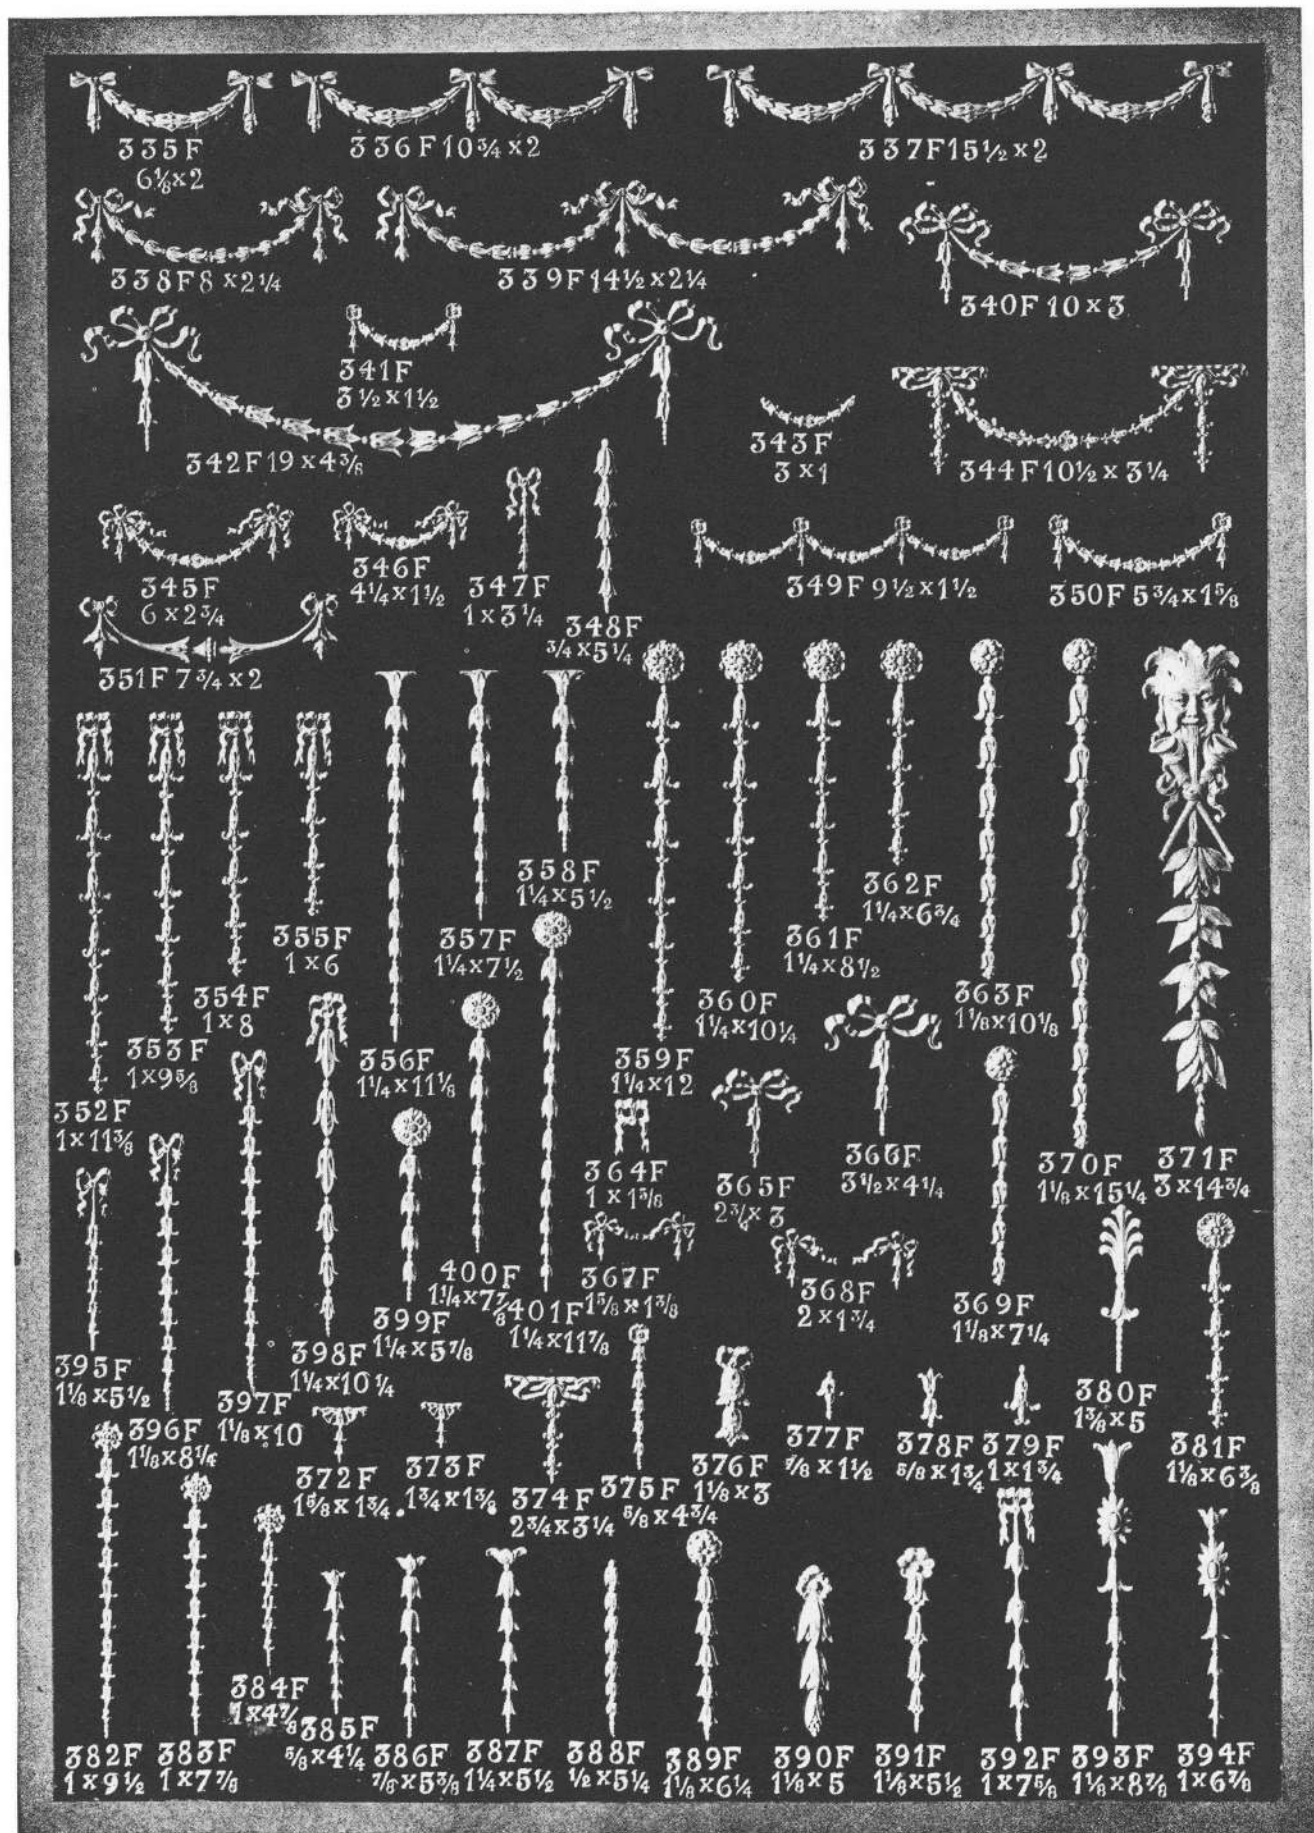 335F
6⅛x2
336F 10¾x2
337F 15½x2
338F 8x2¼
339F 14½x2¼
340F 10x3
341F
3½x1½
342F 19x4⅜
343F
3x1
344F 10½x3¼
345F
6x2¾
346F
4¼x1½
347F
1x3¼
348F
¾x5¼
349F 9½x1½
350F 5¾x1⅝
351F 7¾x2
352F
1x11⅜
353F
1x9⅝
354F
1x8
355F
1x6
356F
1¼x11⅛
357F
1¼x7½
358F
1¼x5½
359F
1¼x12
360F
1¼x10¼
361F
1¼x8½
362F
1¼x6¾
363F
1⅛x10⅛
364F
1x1⅜
365F
2¾x3
366F
3½x4¼
367F
1⅝x1⅜
368F
2x1¾
369F
1⅛x7¼
370F
1⅛x15¼
371F
3x14¾
395F
1⅛x5½
396F
1⅛x8¼
397F
1⅛x10
398F
1¼x10¼
399F
1¼x5⅞
400F
1¼x7⅞
401F
1¼x11⅞
372F
1⅝x1¾
373F
1¾x1⅜
374F
2¾x3¼
375F
⅝x4¾
376F
1⅛x3
377F
⅞x1½
378F
⅝x1¾
379F
1x1¾
380F
1⅜x5
381F
1⅛x6⅜
382F
1x9½
383F
1x7⅞
384F
1x4⅞
385F
⅝x4¼
386F
⅞x5⅜
387F
1¼x5½
388F
½x5¼
389F
1⅛x6¼
390F
1⅛x5
391F
1⅛x5½
392F
1x7⅝
393F
1⅛x8⅞
394F
1x6⅞